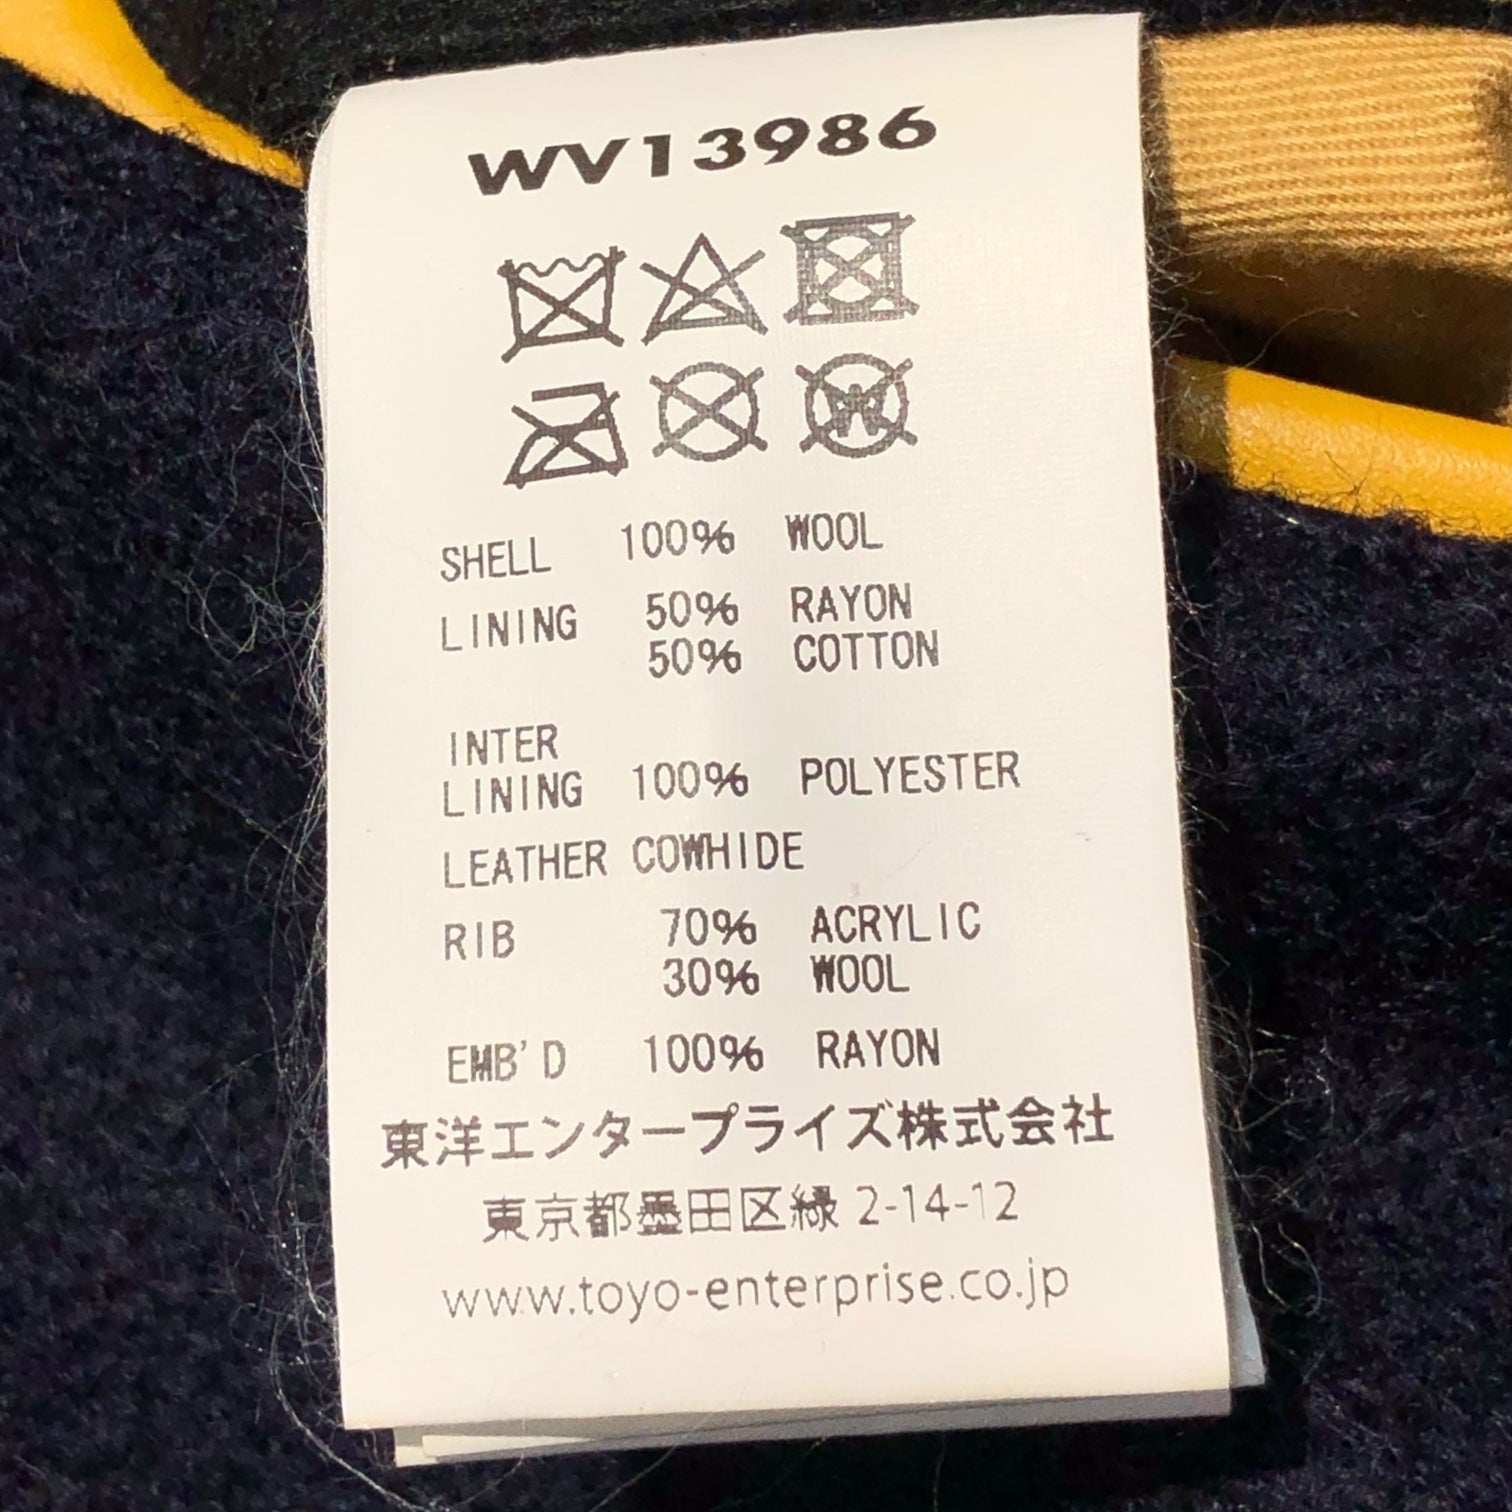 WV13986
W
SHELL 100% WOOL
LINING 50% RAYON
50% COTTON
INTER
LINING 100% POLYESTER
LEATHER COWHIDE
RIB 70% ACRYLIC
30% WOOL
EMB'D 100% RAYON
東洋エンタープライズ株式会社
東京都墨田区緑 2-14-12
www.toyo-enterprise.co.jp